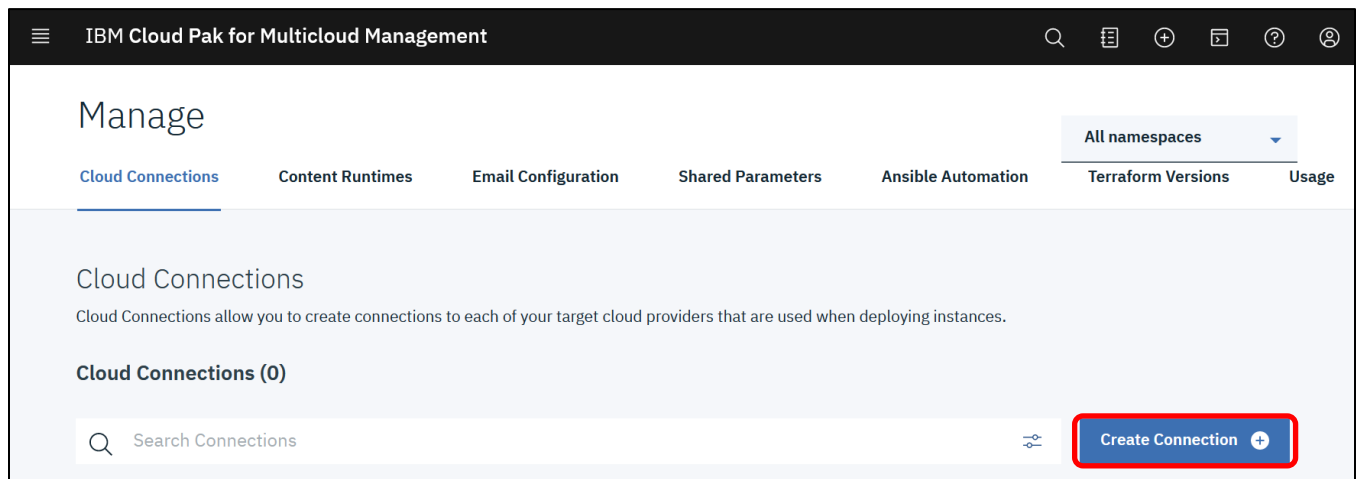 IBM Cloud Pak for Multicloud Management
Manage
All namespaces
Cloud Connections Content Runtimes Email Configuration Shared Parameters Ansible Automation Terraform Versions Usage
Cloud Connections
Cloud Connections allow you to create connections to each of your target cloud providers that are used when deploying instances.
Cloud Connections (0)
Search Connections Create Connection